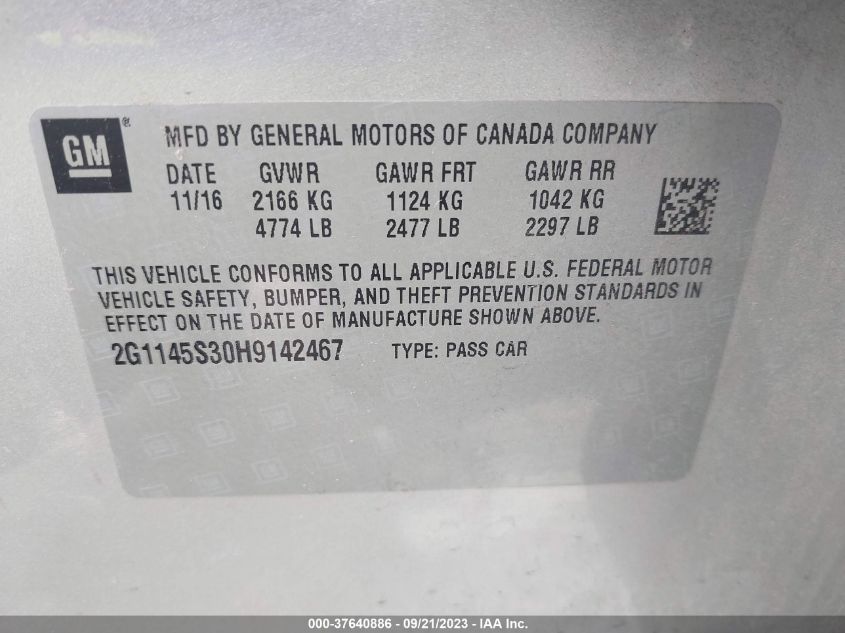 GM ®
MFD BY GENERAL MOTORS OF CANADA COMPANY
DATE GVWR GAWR FRT GAWR RR
11/16 2166 KG 1124 KG 1042 KG
4774 LB 2477 LB 2297 LB
THIS VEHICLE CONFORMS TO ALL APPLICABLE U.S. FEDERAL MOTOR
VEHICLE SAFETY, BUMPER, AND THEFT PREVENTION STANDARDS IN
EFFECT ON THE DATE OF MANUFACTURE SHOWN ABOVE.
2G1145S30H9142467 TYPE: PASS CAR
000-37640886 - 09/21/2023 - IAA Inc.